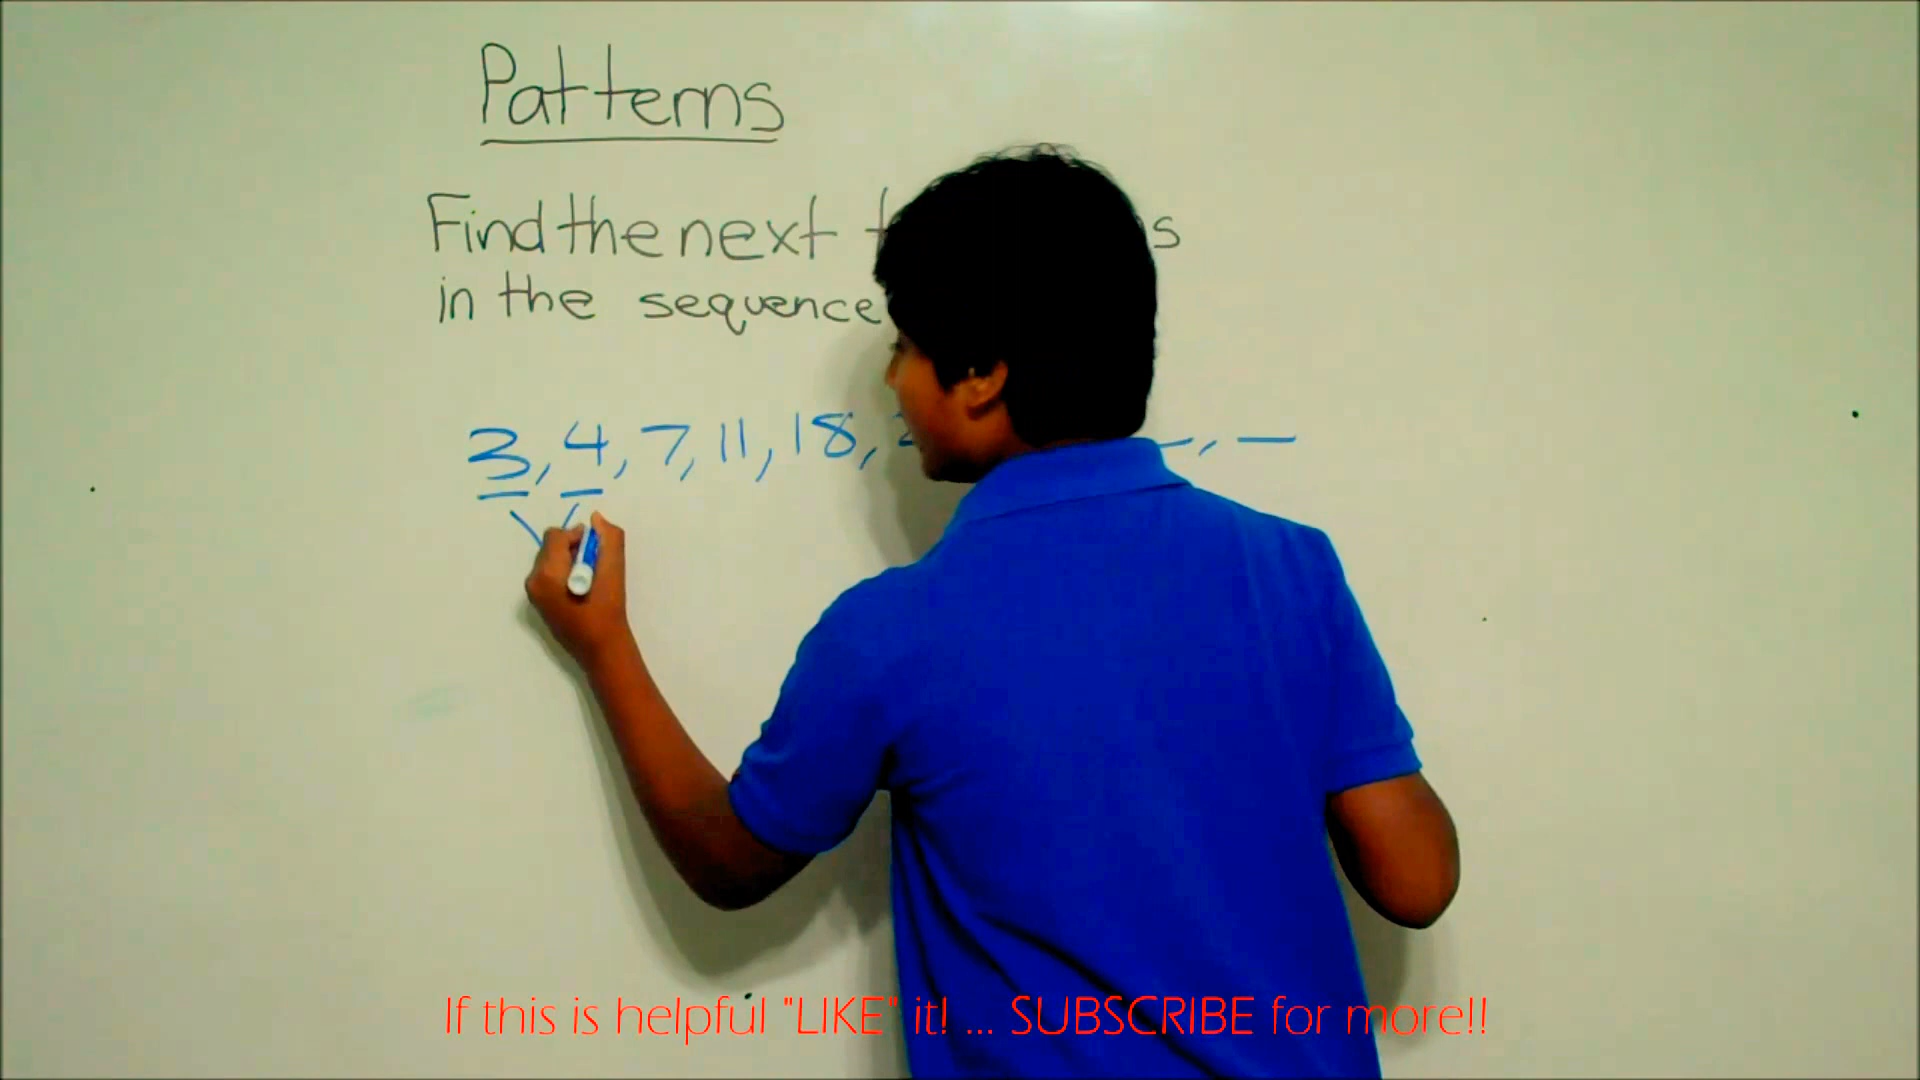 Patterns
Find the next
in the sequence
3, 4, 7, 11, 18,
If this is helpful "LIKE" it! ... SUBSCRIBE for more!!